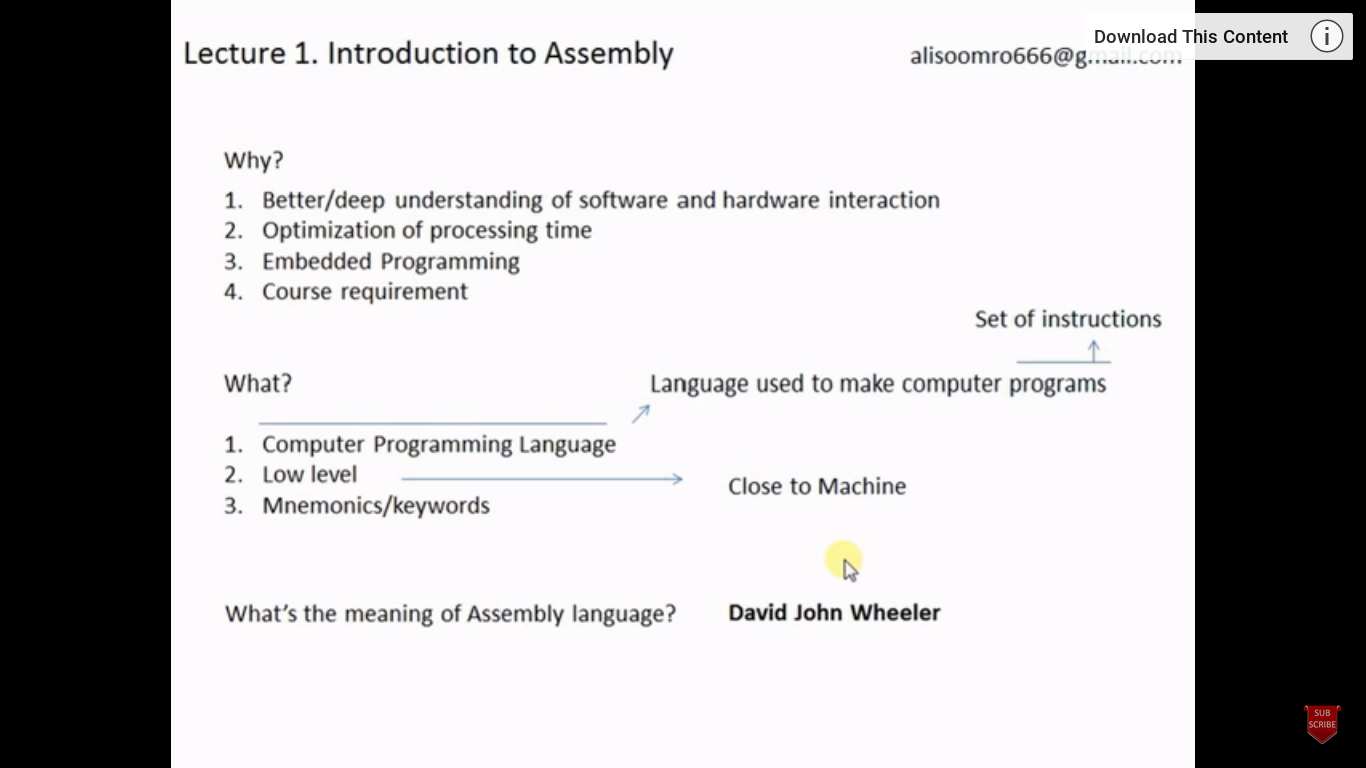 Lecture 1. Introduction to Assembly
alisoomro666@gmail.com
Download This Content
Why?
1. Better/deep understanding of software and hardware interaction
2. Optimization of processing time
3. Embedded Programming
4. Course requirement
Set of instructions
What?
Language used to make computer programs
1. Computer Programming Language
2. Low level
Close to Machine
3. Mnemonics/keywords
What's the meaning of Assembly language?
David John Wheeler
SUB
SCRIBE